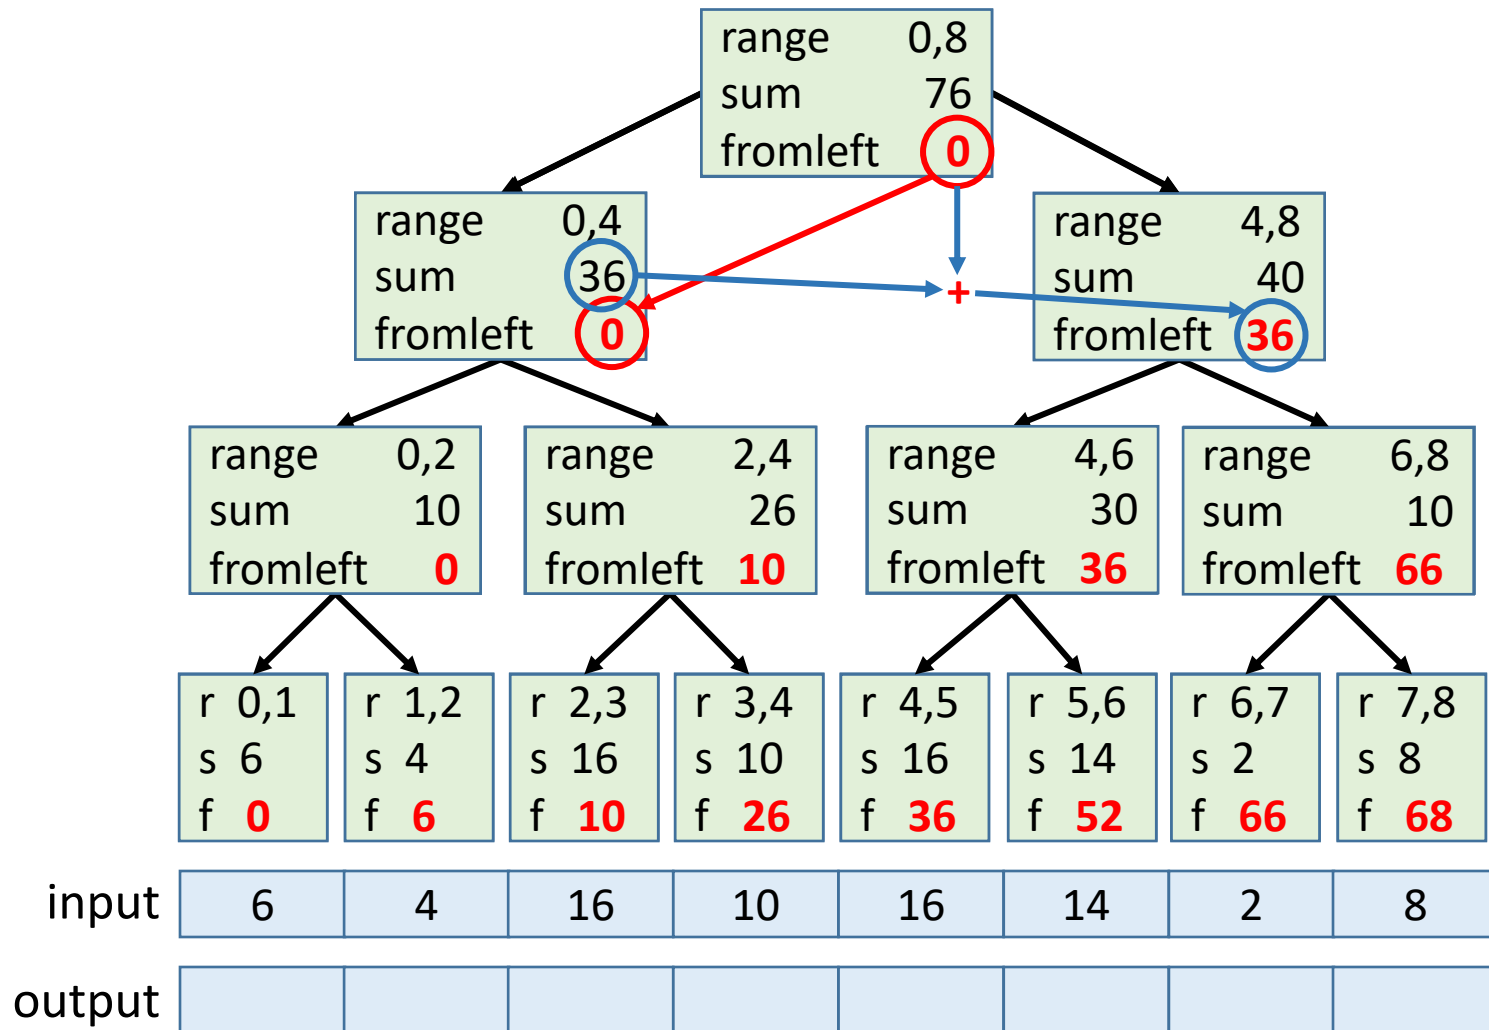 range 0,8
sum 76
fromleft 0
range 0,4
sum 36
fromleft 0
+
range 4,8
sum 40
fromleft 36
range 0,2
sum 10
fromleft 0
range 2,4
sum 26
fromleft 10
range 4,6
sum 30
fromleft 36
range 6,8
sum 10
fromleft 66
r 0,1
s 6
f 0
r 1,2
s 4
f 6
r 2,3
s 16
f 10
r 3,4
s 10
f 26
r 4,5
s 16
f 36
r 5,6
s 14
f 52
r 6,7
s 2
f 66
r 7,8
s 8
f 68
input 6 4 16 10 16 14 2 8
output